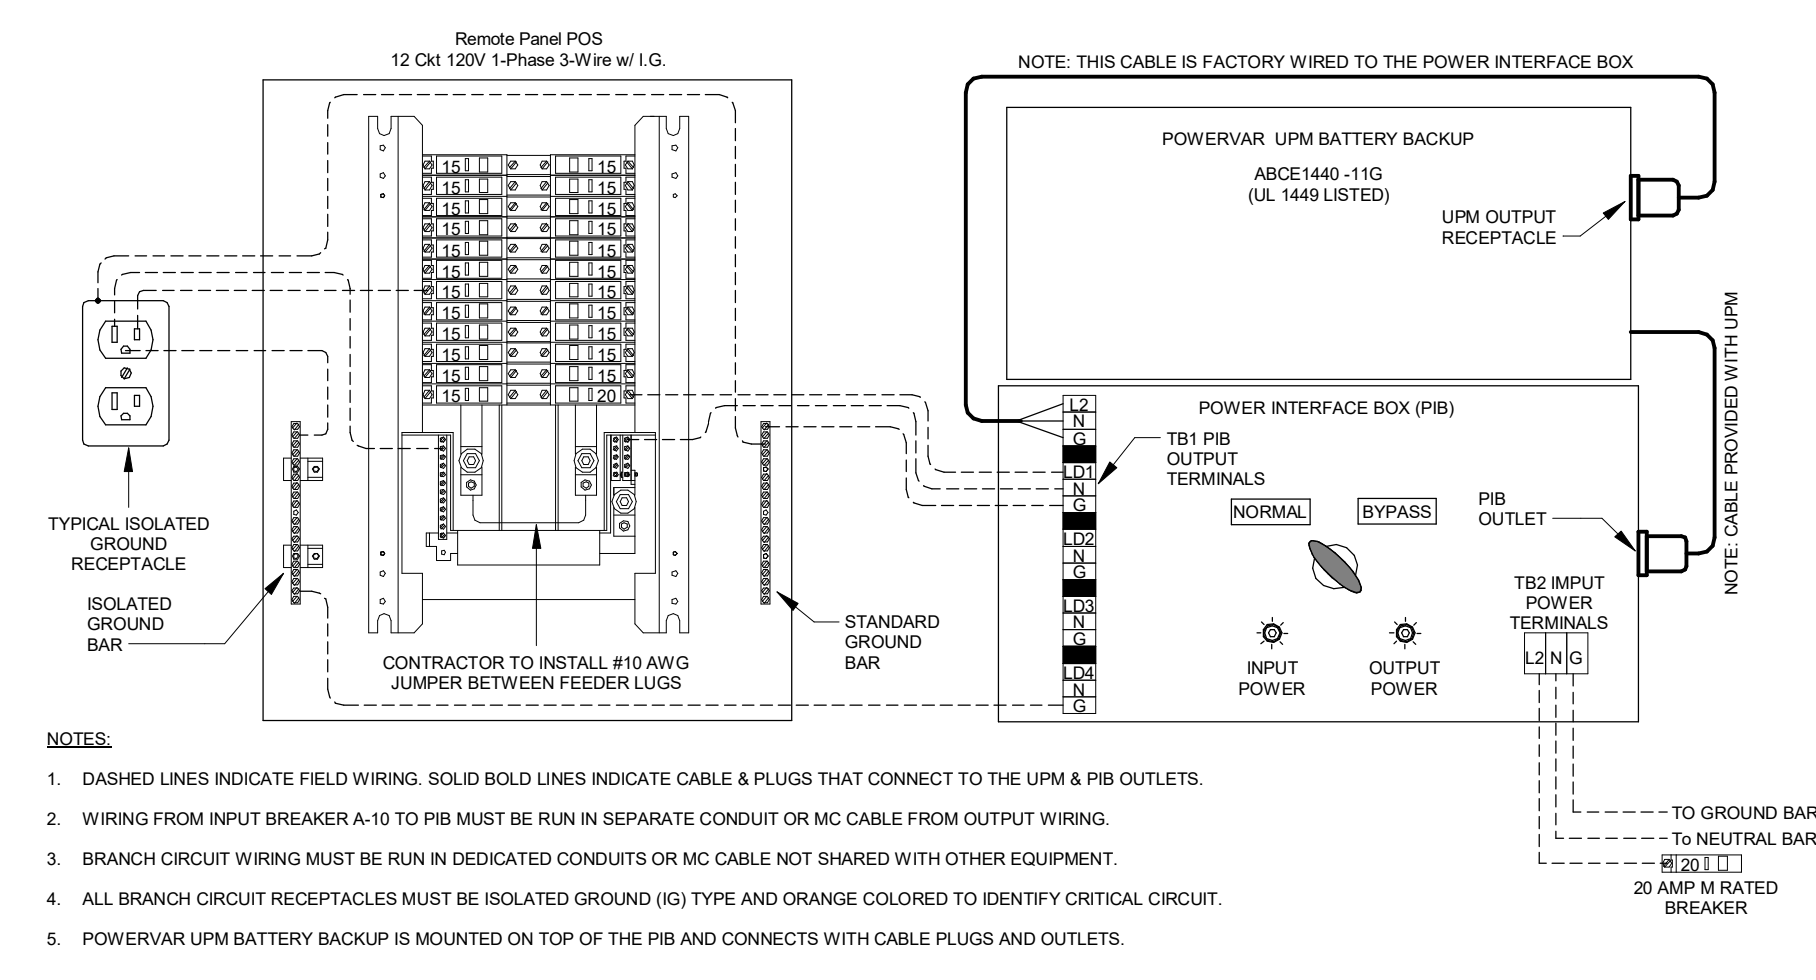 Remote Panel POS
12 Ckt 120V 1-Phase 3-Wire w/ I.G.
NOTE: THIS CABLE IS FACTORY WIRED TO THE POWER INTERFACE BOX
POWERVAR UPM BATTERY BACKUP
ABCE1440 -11G
(UL 1449 LISTED)
UPM OUTPUT
RECEPTACLE
NOTE: CABLE PROVIDED WITH UPM
15 15
15 15
15 15
15 15
15 15
15 15
15 15
15 15
15 15
15 15
15 15
15 20
TYPICAL ISOLATED
GROUND
RECEPTACLE
ISOLATED
GROUND
BAR
CONTRACTOR TO INSTALL #10 AWG
JUMPER BETWEEN FEEDER LUGS
STANDARD
GROUND
BAR
L2
N
G
LD1
N
G
LD2
N
G
LD3
N
G
LD4
N
G
POWER INTERFACE BOX (PIB)
TB1 PIB
OUTPUT
TERMINALS
NORMAL
BYPASS
PIB
OUTLET
INPUT
POWER
OUTPUT
POWER
TB2 IMPUT
POWER
TERMINALS
L2 N G
TO GROUND BAR
To NEUTRAL BAR
20
20 AMP M RATED
BREAKER
NOTES:
1. DASHED LINES INDICATE FIELD WIRING. SOLID BOLD LINES INDICATE CABLE & PLUGS THAT CONNECT TO THE UPM & PIB OUTLETS.
2. WIRING FROM INPUT BREAKER A-10 TO PIB MUST BE RUN IN SEPARATE CONDUIT OR MC CABLE FROM OUTPUT WIRING.
3. BRANCH CIRCUIT WIRING MUST BE RUN IN DEDICATED CONDUITS OR MC CABLE NOT SHARED WITH OTHER EQUIPMENT.
4. ALL BRANCH CIRCUIT RECEPTACLES MUST BE ISOLATED GROUND (IG) TYPE AND ORANGE COLORED TO IDENTIFY CRITICAL CIRCUIT.
5. POWERVAR UPM BATTERY BACKUP IS MOUNTED ON TOP OF THE PIB AND CONNECTS WITH CABLE PLUGS AND OUTLETS.